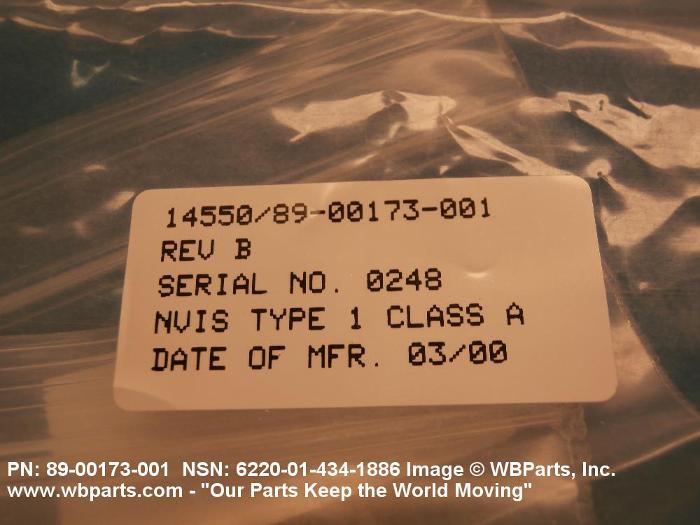 14550/89-00173-001
REV B
SERIAL NO. 0248
NVIS TYPE 1 CLASS A
DATE OF MFR. 03/00
PN: 89-00173-001 NSN: 6220-01-434-1886 Image © WBParts, Inc.
www.wbparts.com - "Our Parts Keep the World Moving"